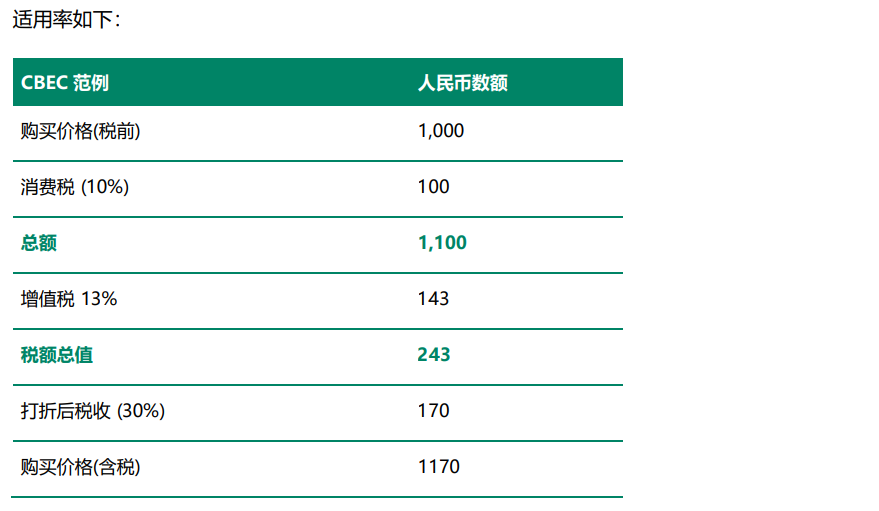 适用率如下：
CBEC 范例 人民币数额
购买价格(税前) 1,000
消费税 (10%) 100
总额 1,100
增值税 13% 143
税额总值 243
打折后税收 (30%) 170
购买价格(含税) 1170